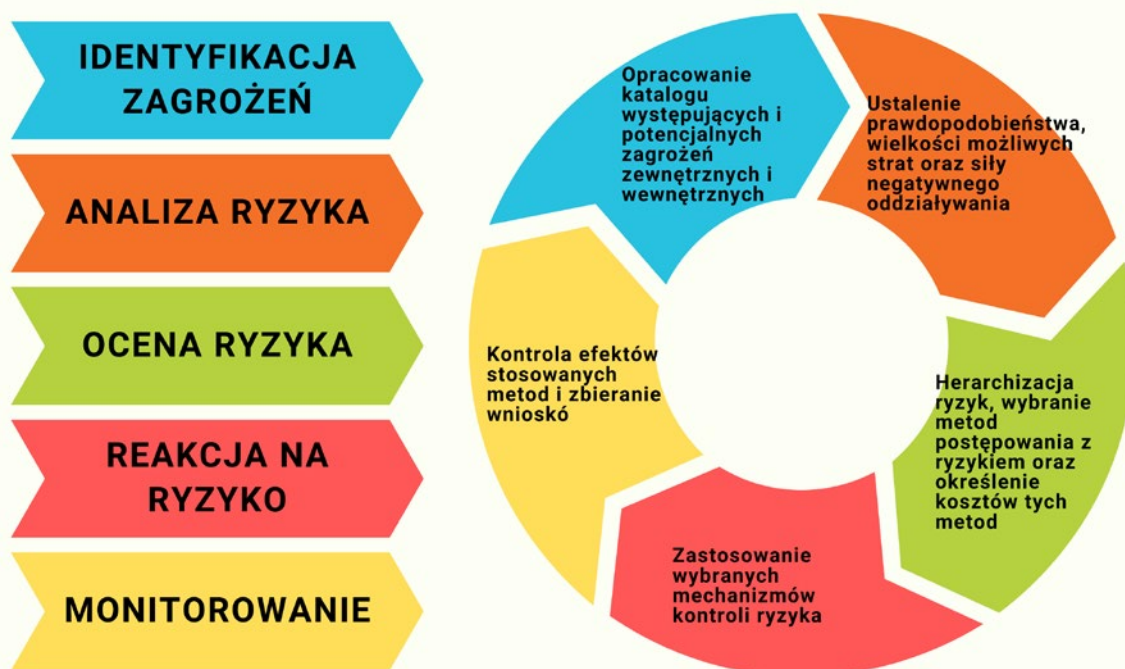 IDENTYFIKACJA
ZAGROŻEŃ
ANALIZA RYZYKA
OCENA RYZYKA
REAKCJA NA
RYZYKO
MONITOROWANIE
Opracowanie
katalogu
występujących i
potencjalnych
zagrożeń
zewnętrznych i
wewnętrznych
Ustalenie
prawdopodobieństwa,
wielkości możliwych
strat oraz siły
negatywnego
oddziaływania
Herarchizacja
ryzyk, wybranie
metod
postępowania z
ryzykiem oraz
określenie
kosztów tych
metod
Zastosowanie
wybranych
mechanizmów
kontroli ryzyka
Kontrola efektów
stosowanych
metod i zbieranie
wnioskó